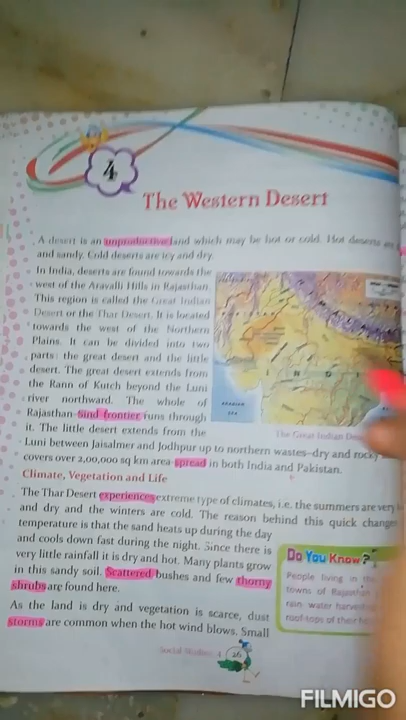 4
The Western Desert
A desert is an unproductive land which may be hot or cold. Hot deserts are
and sandy. Cold deserts are icy and dry.
In India, deserts are found towards the
west of the Aravalli Hills in Rajasthan.
This region is called the Great Indian
Desert or the Thar Desert. It is located
towards the west of the Northern
Plains. It can be divided into two
parts: the great desert and the little
desert. The great desert extends from
the Rann of Kutch beyond the Luni
river northward. The whole of
Rajasthan-Sind frontier runs through
it. The little desert extends from the
Luni between Jaisalmer and Jodhpur up to northern wastes-dry and rocky
covers over 2,00,000 sq km area spread in both India and Pakistan.
INDI
ARABIAN
SEA
The Great Indian
Climate, Vegetation and Life
The Thar Desert experiences extreme type of climates, i.e. the summers are very
and dry and the winters are cold. The reason behind this quick
temperature is that the sand heats up during the day
and cools down fast during the night. Since there is
very little rainfall it is dry and hot. Many plants grow
in this sandy soil. Scattered bushes and few thorny
shrubs are found here.
As the land is dry and vegetation is scarce, dust
storms are common when the hot wind blows. Small
Do You Know?
People living in
towns of Rajasthan
rain water
roof-tops of their
Social Studies-4
26
FILMIGO